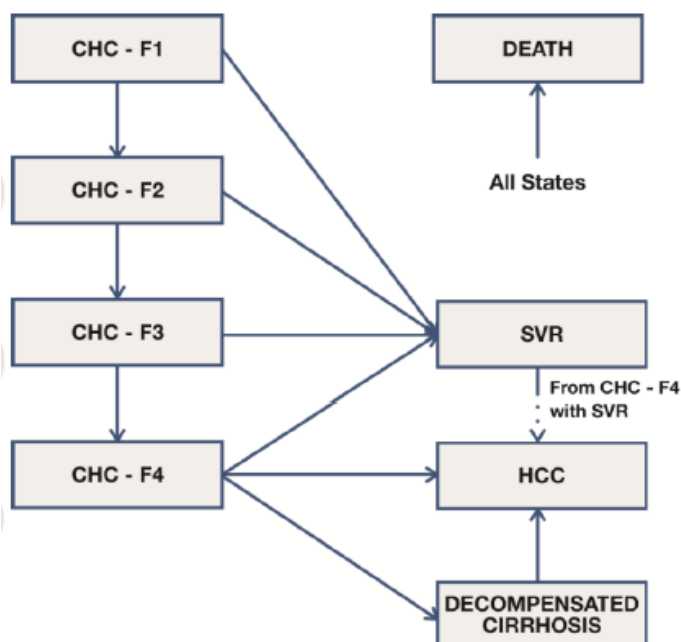 CHC - F1
DEATH
CHC - F2
All States
CHC - F3
SVR
From CHC - F4
with SVR
CHC - F4
HCC
DECOMPENSATED
CIRRHOSIS